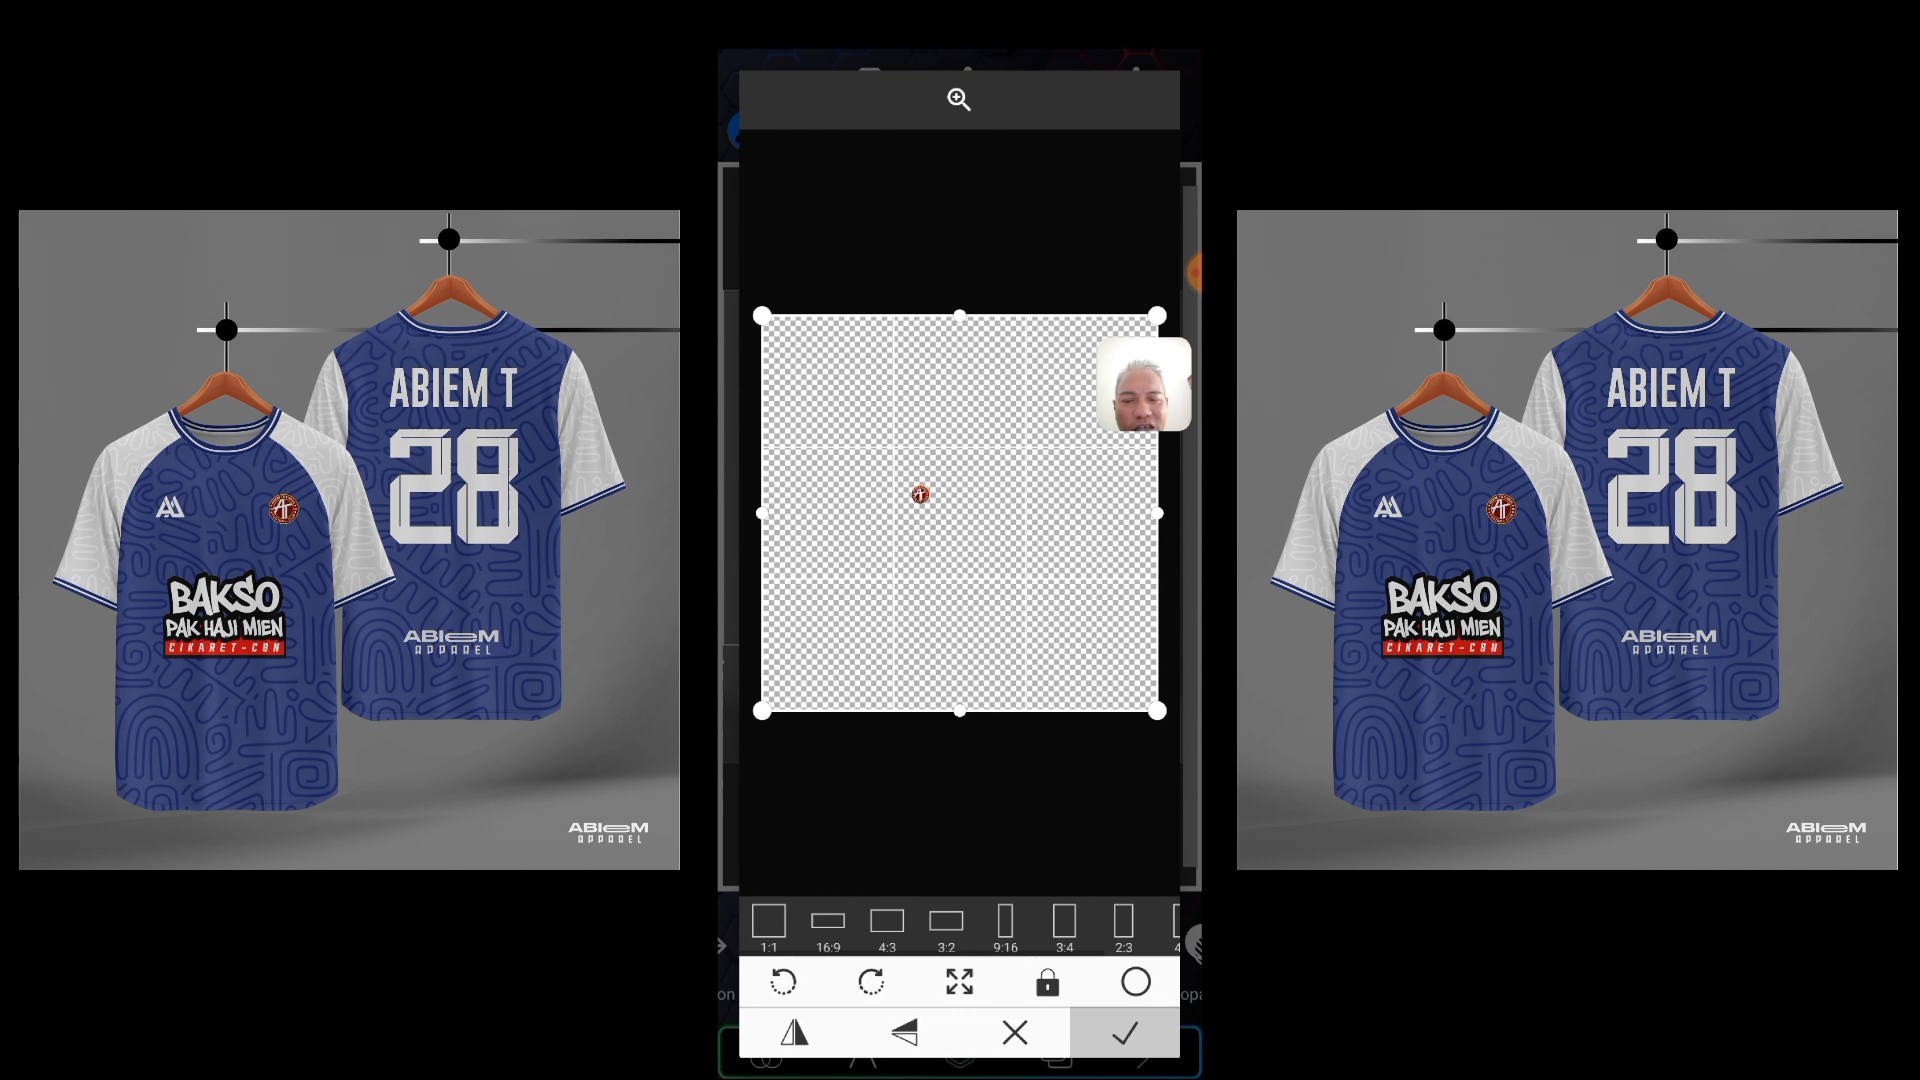 ABIEM T
28
BAKSO
PAK HAJI MIEN
CIKARET-CBN
ABIEM
APPAREL
ABIEM
APPAREL
1:1
16:9
4:3
3:2
9:16
3:4
2:3
on
ABIEM T
28
BAKSO
PAK HAJI MIEN
CIKARET-CBN
ABIEM
APPAREL
ABIEM
APPAREL